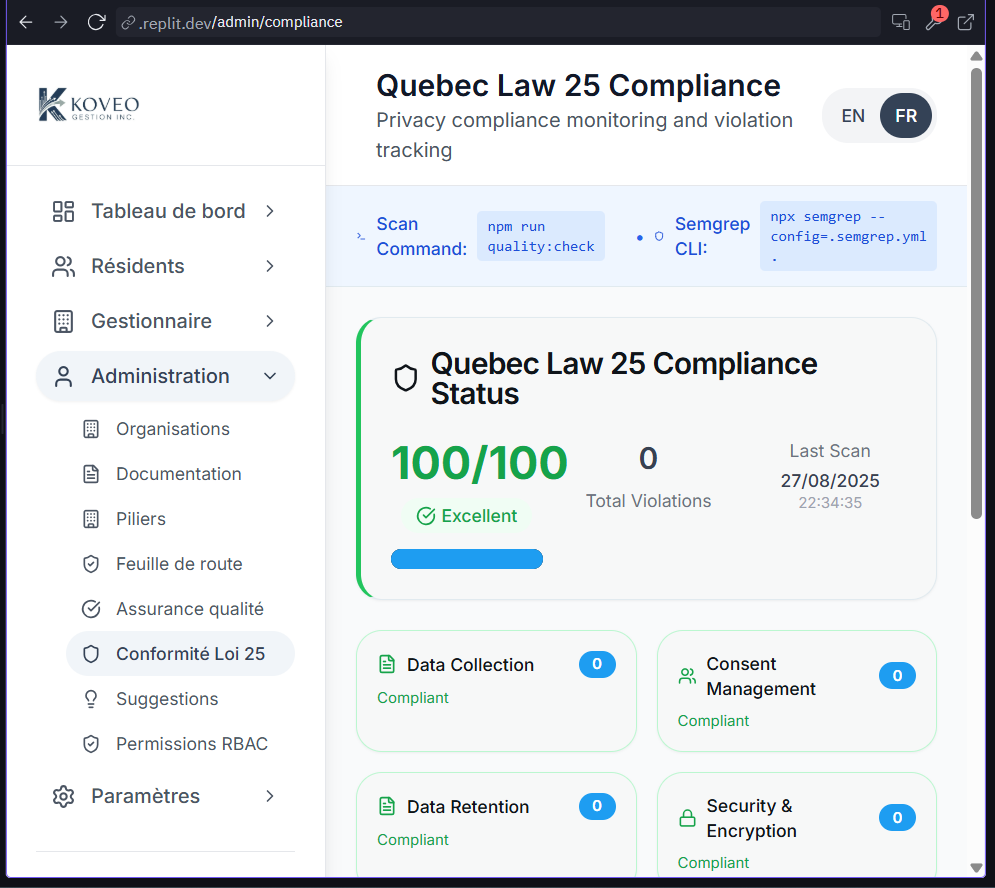 .replit.dev/admin/compliance
1
KOVEO
GESTION INC.
Tableau de bord
Résidents
Gestionnaire
Administration
Organisations
Documentation
Piliers
Feuille de route
Assurance qualité
Conformité Loi 25
Suggestions
Permissions RBAC
Paramètres
Quebec Law 25 Compliance
Privacy compliance monitoring and violation
tracking
EN FR
Scan
Command:
npm run
quality:check
Semgrep
CLI:
npx semgrep --
config=.semgrep.yml
.
Quebec Law 25 Compliance
Status
100/100
Excellent
0
Total Violations
Last Scan
27/08/2025
22:34:35
Data Collection 0
Compliant
Consent
Management 0
Compliant
Data Retention 0
Compliant
Security &
Encryption 0
Compliant